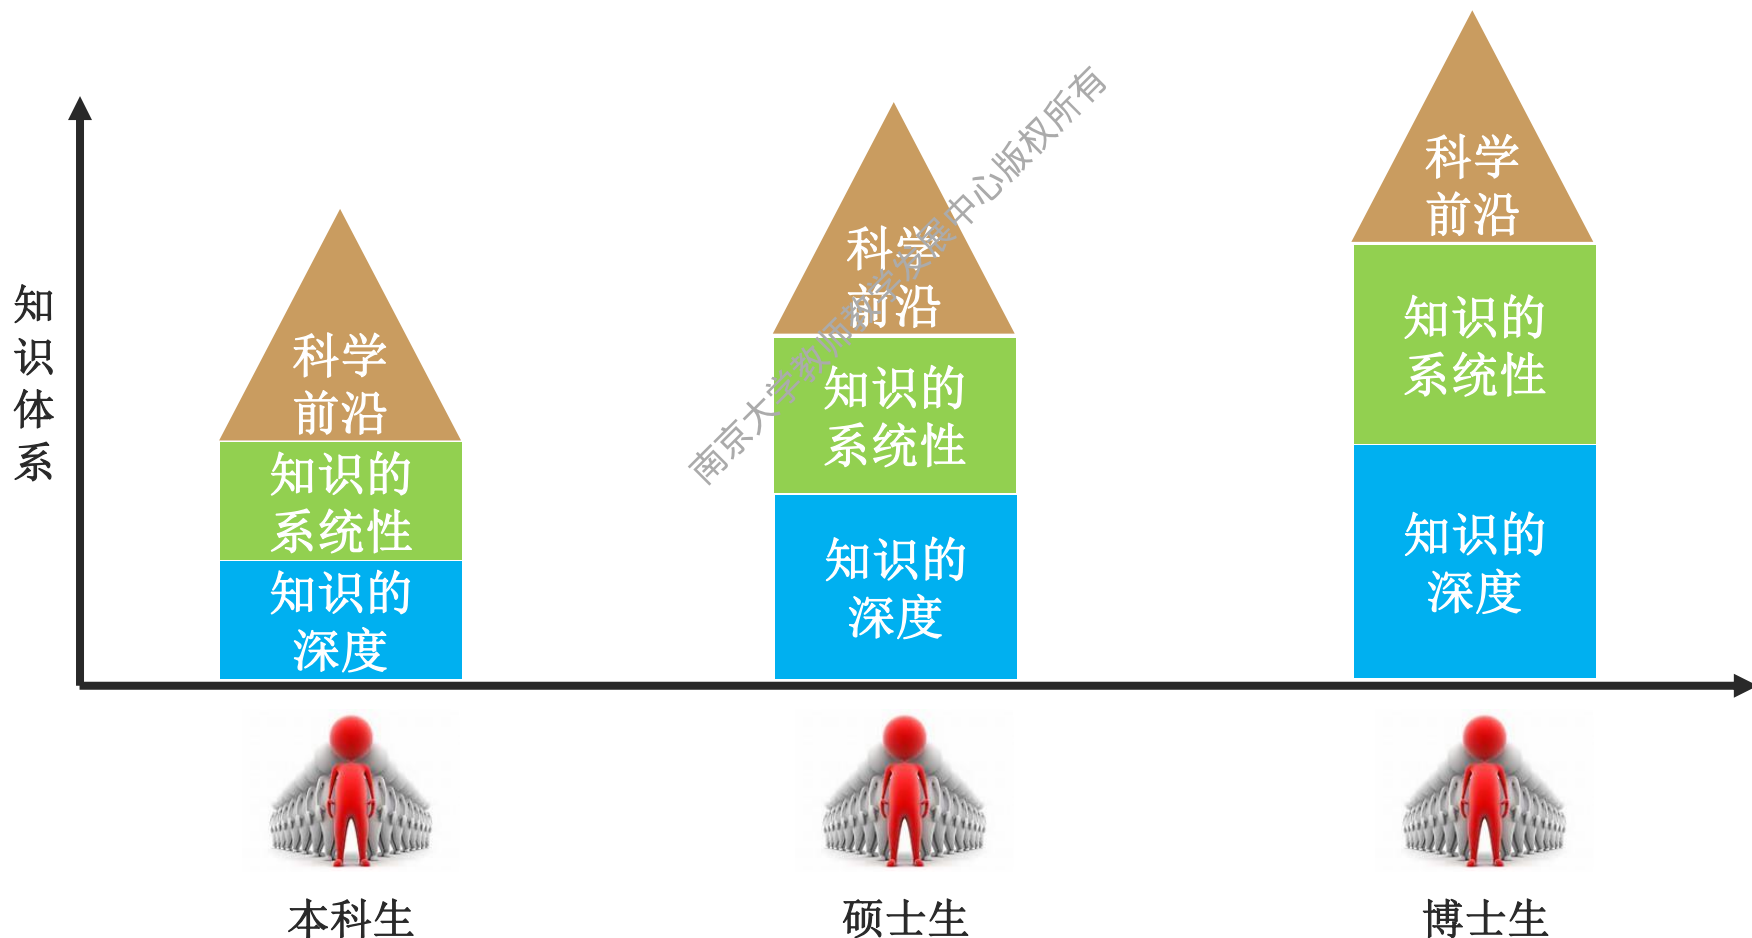 知
识
体
系
科学
前沿
知识的
系统性
知识的
深度
科学
前沿
知识的
系统性
知识的
深度
科学
前沿
知识的
系统性
知识的
深度
南京大学教师教学发展中心版权所有
本科生
硕士生
博士生